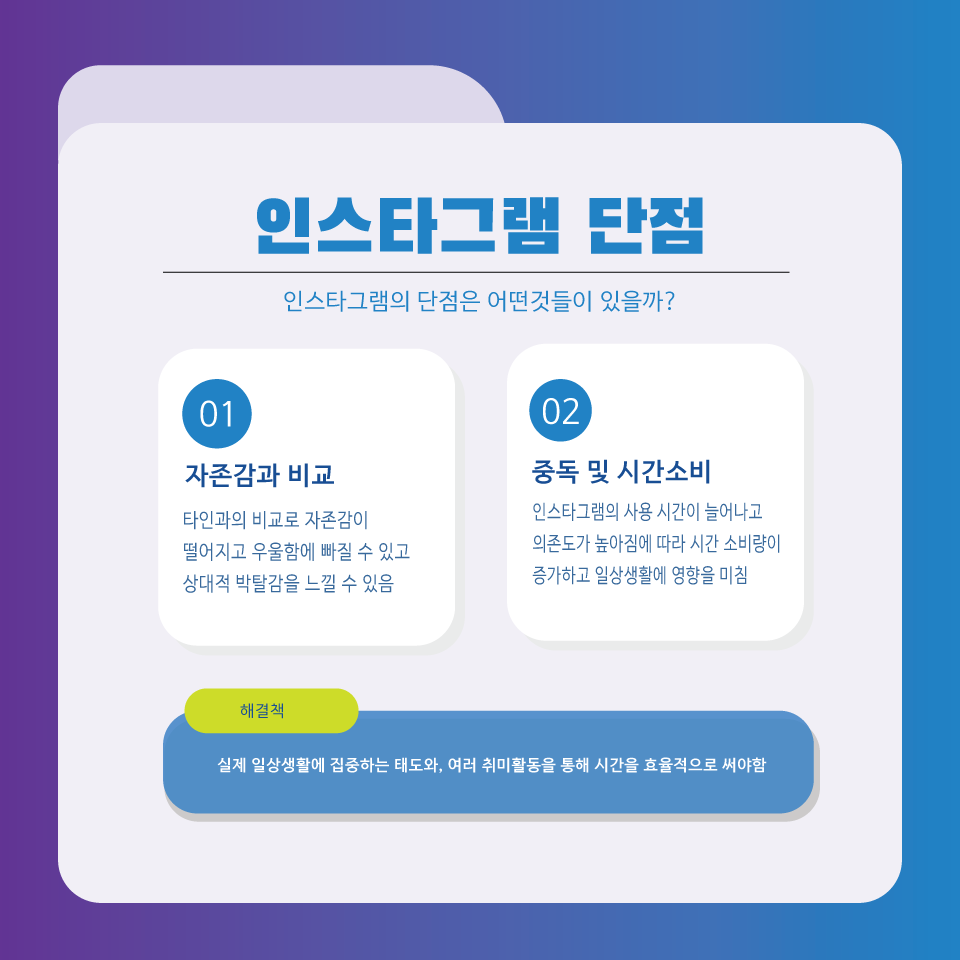 인스타그램 단점
인스타그램의 단점은 어떤것들이 있을까?
01
자존감과 비교
타인과의 비교로 자존감이
떨어지고 우울함에 빠질 수 있고
상대적 박탈감을 느낄 수 있음
02
중독 및 시간소비
인스타그램의 사용 시간이 늘어나고
의존도가 높아짐에 따라 시간 소비량이
증가하고 일상생활에 영향을 미침
해결책
실제 일상생활에 집중하는 태도와, 여러 취미활동을 통해 시간을 효율적으로 써야함